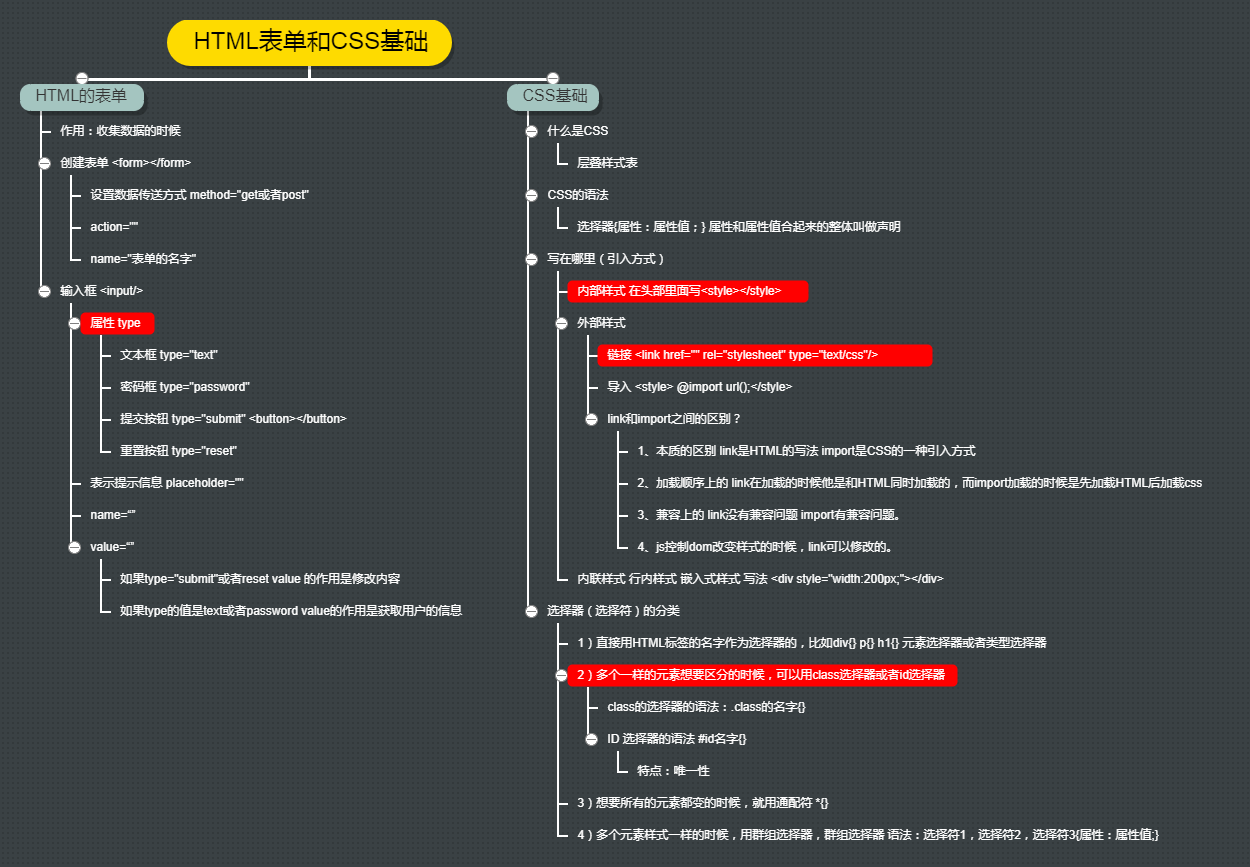 HTML表单和CSS基础
HTML的表单
作用：收集数据的时候
创建表单 <form></form>
设置数据传送方式 method="get或者post"
action=""
name="表单的名字"
输入框 <input/>
属性 type
文本框 type="text"
密码框 type="password"
提交按钮 type="submit" <button></button>
重置按钮 type="reset"
表示提示信息 placeholder=""
name=“”
value=“”
如果type="submit"或者reset value 的作用是修改内容
如果type的值是text或者password value的作用是获取用户的信息
CSS基础
什么是CSS
层叠样式表
CSS的语法
选择器{属性：属性值；} 属性和属性值合起来的整体叫做声明
写在哪里（引入方式）
内部样式 在头部里面写<style></style>
外部样式
链接 <link href="" rel="stylesheet" type="text/css"/>
导入 <style> @import url();</style>
link和import之间的区别？
1、本质的区别 link是HTML的写法 import是CSS的一种引入方式
2、加载顺序上的 link在加载的时候他是和HTML同时加载的，而import加载的时候是先加载HTML后加载css
3、兼容上的 link没有兼容问题 import有兼容问题。
4、js控制dom改变样式的时候，link可以修改的。
内联样式 行内样式 嵌入式样式 写法 <div style="width:200px;"></div>
选择器（选择符）的分类
1）直接用HTML标签的名字作为选择器的，比如div{} p{} h1{} 元素选择器或者类型选择器
2）多个一样的元素想要区分的时候，可以用class选择器或者id选择器
class的选择器的语法：.class的名字{}
ID 选择器的语法 #id名字{}
特点：唯一性
3）想要所有的元素都变的时候，就用通配符 *{}
4）多个元素样式一样的时候，用群组选择器，群组选择器 语法：选择符1，选择符2，选择符3{属性：属性值;}